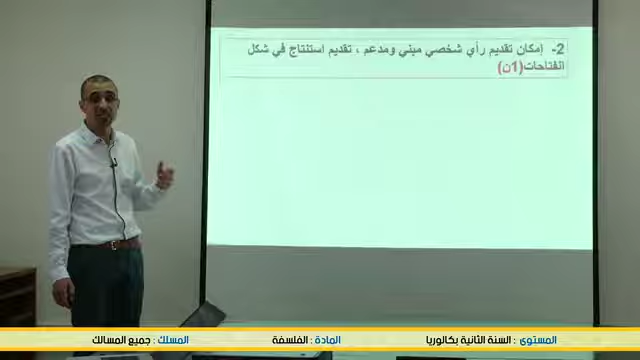 2- إمكان تقديم رأي شخصي مبني ومدعم ، تقديم استنتاج في شكل
انفتاحات(1ن)
المستوى : السنة الثانية بكالوريا المادة : الفلسفة المسلك : جميع المسالك